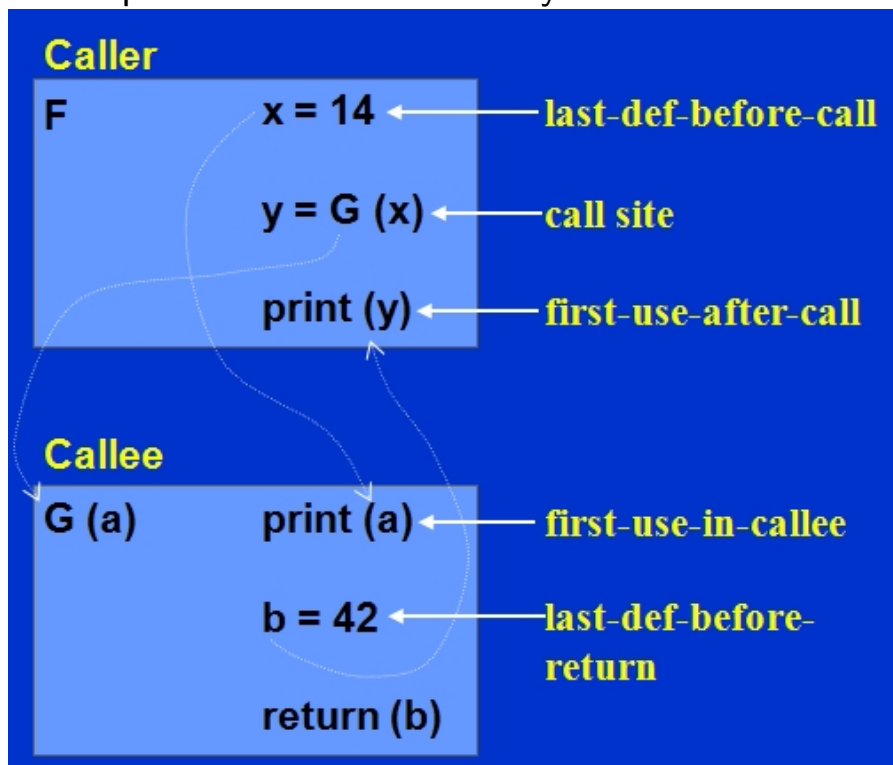 Caller
F x = 14 last-def-before-call
y = G (x) call site
print (y) first-use-after-call
Callee
G (a) print (a) first-use-in-callee
b = 42 last-def-before-
return
return (b)